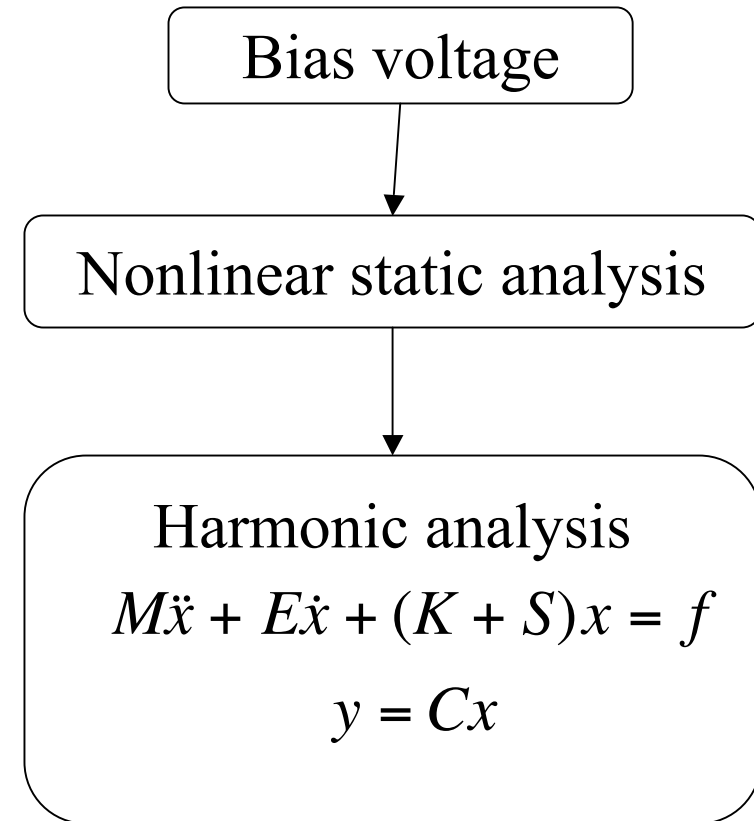 Bias voltage
Nonlinear static analysis
Harmonic analysis
Mẍ + Eẋ + (K + S)x = f
y = Cx